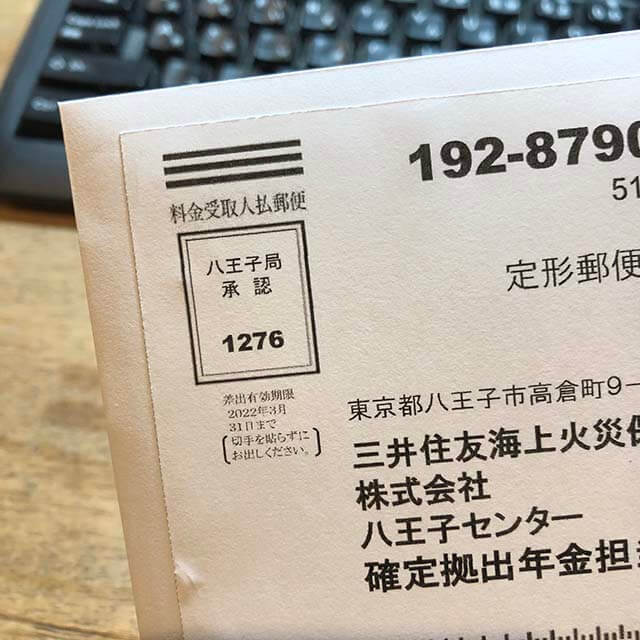 料金受取人払郵便
八王子局
承認
1276
差出有効期限
2022年3月
31日まで
切手を貼らずに
お出しください。
192-8790
51
定形郵便
東京都八王子市高倉町9-
三井住友海上火災保
株式会社
八王子センター
確定拠出年金担